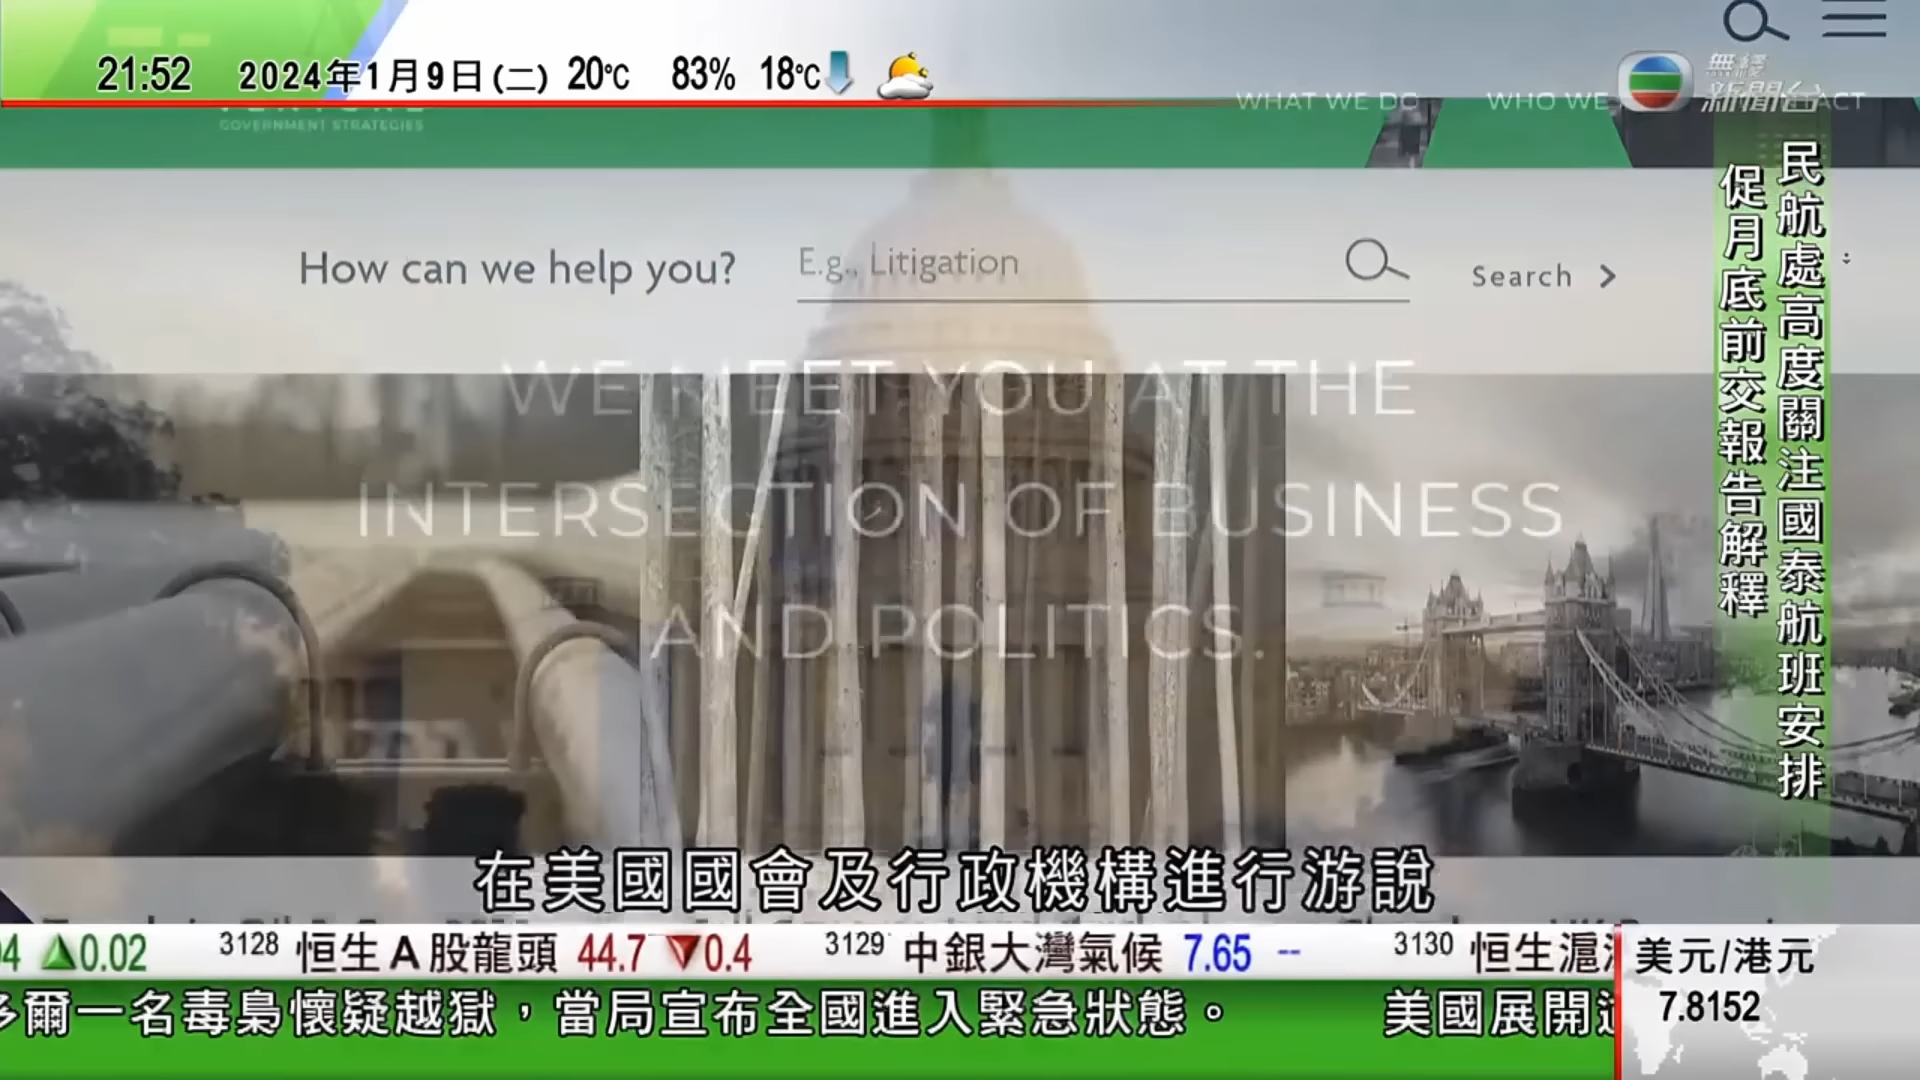 21:52 2024年1月9日(二) 20℃ 83% 18℃
無綫
新聞台
WHAT WE DO
WHO WE
ACT
GOVERNMENT STRATEGIES
How can we help you?
E.g., Litigation
Search
WE MEET YOU AT THE
INTERSECTION OF BUSINESS
AND POLITICS.
民航處高度關注國泰航班安排
促月底前交報告解釋
在美國國會及行政機構進行游說
4 ▲0.02 3128 恒生A股龍頭 44.7 ▼0.4 3129 中銀大灣氣候 7.65 -- 3130 恒生滬
美元/港元
7.8152
多爾一名毒梟懷疑越獄，當局宣布全國進入緊急狀態。 美國展開